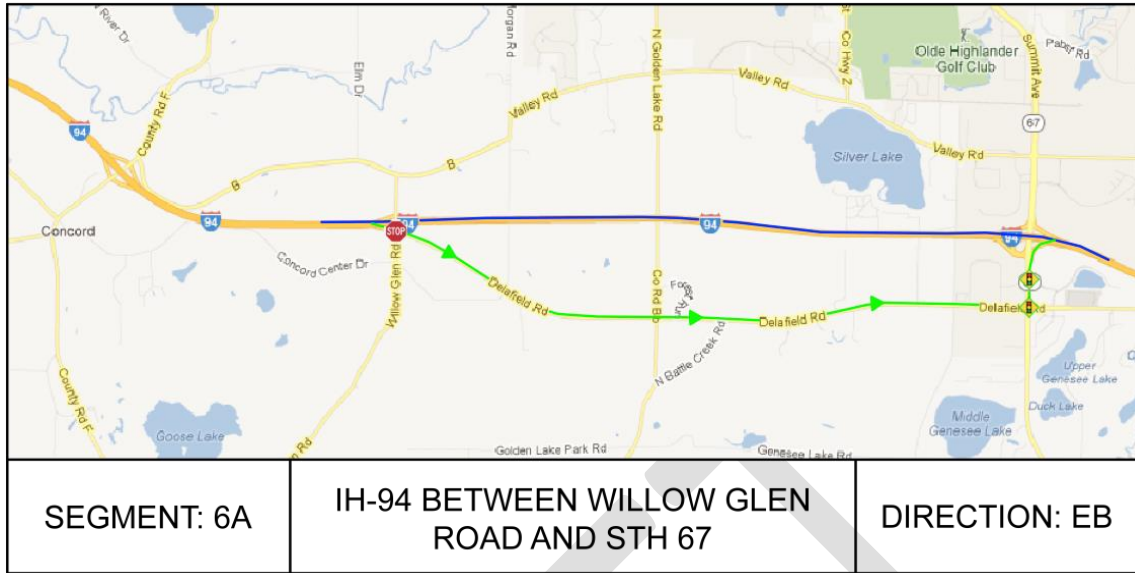 River Dr
Elm Dr
Morgan Rd
N Golden Lake Rd
St
Co Hwy Z
Olde Highlander
Golf Club
Summit Ave
Pabst Rd
67
County Rd F
94
Valley Rd
Valley Rd
Valley Rd
Silver Lake
B
B
Concord
94
STOP
94
94
94
Concord Center Dr
Willow Glen Rd
Delafield Rd
Forest Run
Co Rd Bb
Delafield Rd
Delafield Rd
N Battle Creek Rd
Upper
Genesee Lake
Duck Lake
Middle
Genesee Lake
County Rd F
Goose Lake
Rd
Golden Lake Park Rd
Genesee Lake Rd
SEGMENT: 6A
IH-94 BETWEEN WILLOW GLEN
ROAD AND STH 67
DIRECTION: EB